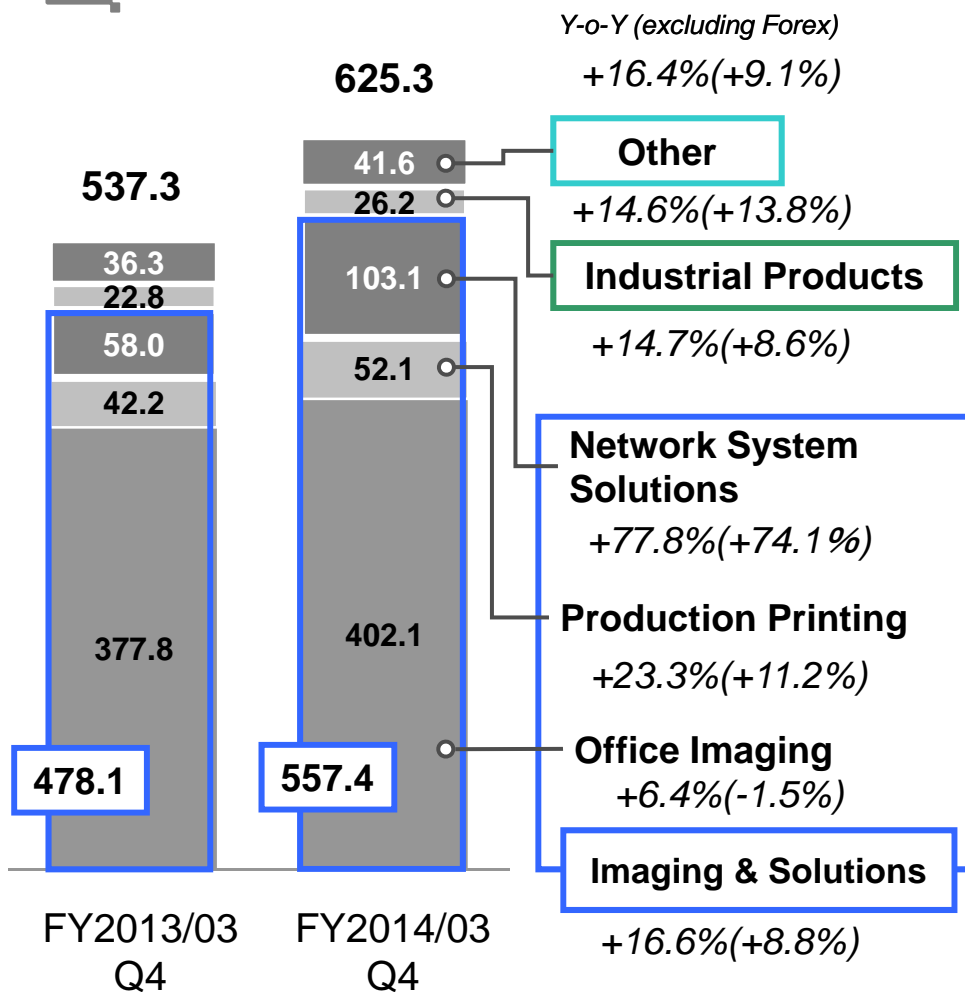 Y-o-Y (excluding Forex)
+16.4%(+9.1%)
625.3
537.3
36.3
22.8
58.0
42.2
377.8
478.1
41.6
26.2
103.1
52.1
402.1
557.4
Other
+14.6%(+13.8%)
Industrial Products
+14.7%(+8.6%)
Network System
Solutions
+77.8%(+74.1%)
Production Printing
+23.3%(+11.2%)
Office Imaging
+6.4%(-1.5%)
Imaging & Solutions
+16.6%(+8.8%)
FY2013/03
Q4
FY2014/03
Q4